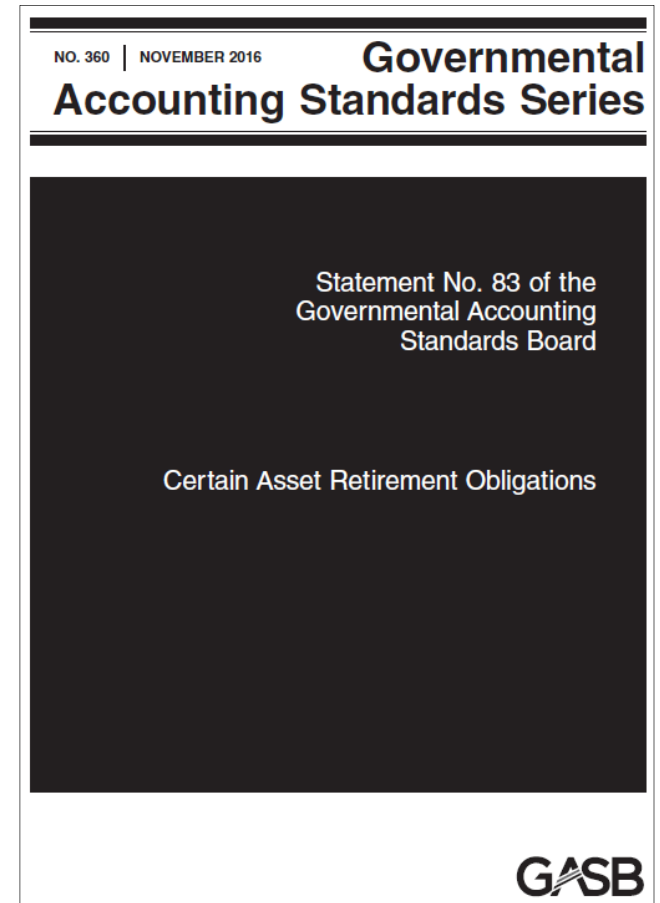 NO. 360 | NOVEMBER 2016
Governmental
Accounting Standards Series
Statement No. 83 of the
Governmental Accounting
Standards Board
Certain Asset Retirement Obligations
GASB